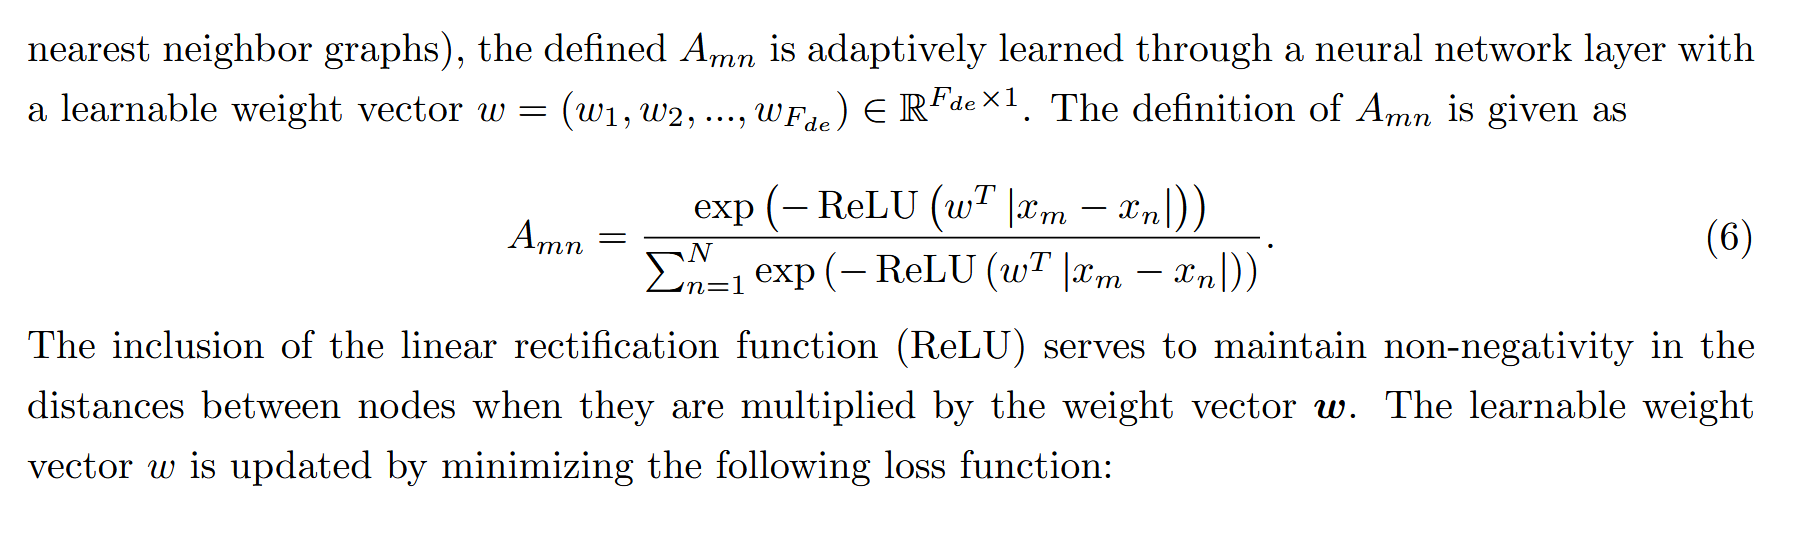 nearest neighbor graphs), the defined $A_{mn}$ is adaptively learned through a neural network layer with
a learnable weight vector $w = (w_1, w_2, ..., w_{F_{de}}) \in \mathbb{R}^{F_{de} \times 1}$. The definition of $A_{mn}$ is given as
$A_{mn} = \frac{\exp\left(-\operatorname{ReLU}\left(w^T |x_m - x_n|\right)\right)}{\sum_{n=1}^{N} \exp\left(-\operatorname{ReLU}\left(w^T |x_m - x_n|\right)\right)}.$ (6)
The inclusion of the linear rectification function (ReLU) serves to maintain non-negativity in the
distances between nodes when they are multiplied by the weight vector $\boldsymbol{w}$. The learnable weight
vector $w$ is updated by minimizing the following loss function: